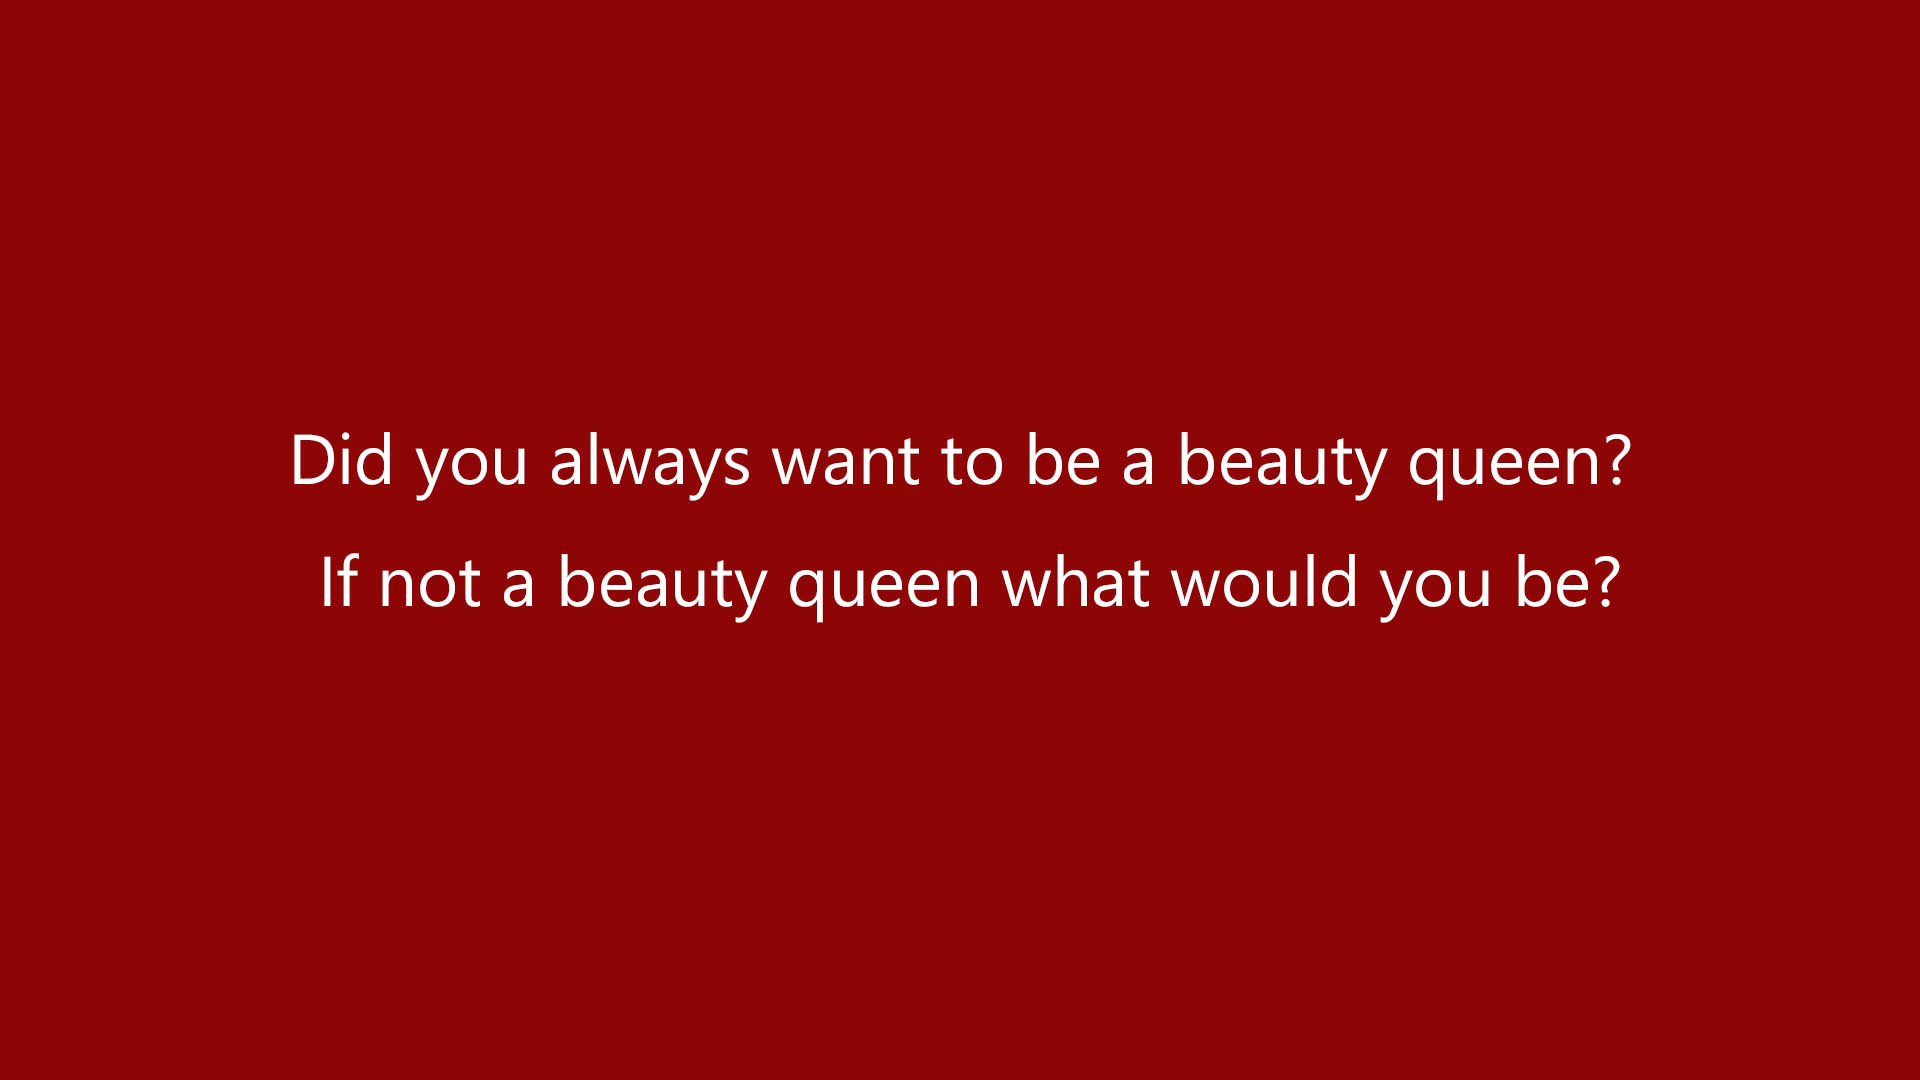 Did you always want to be a beauty queen?
If not a beauty queen what would you be?